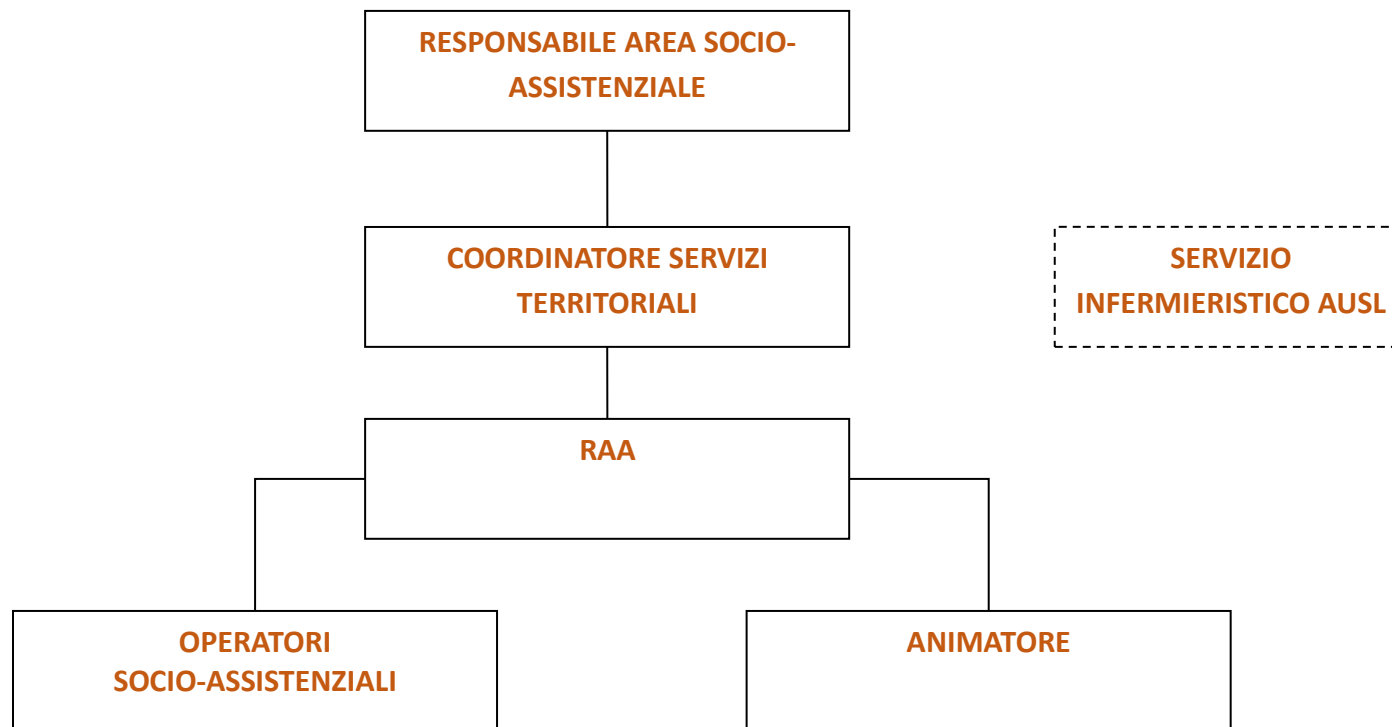 RESPONSABILE AREA SOCIO-
ASSISTENZIALE
COORDINATORE SERVIZI
TERRITORIALI
SERVIZIO
INFERMIERISTICO AUSL
RAA
OPERATORI
SOCIO-ASSISTENZIALI
ANIMATORE